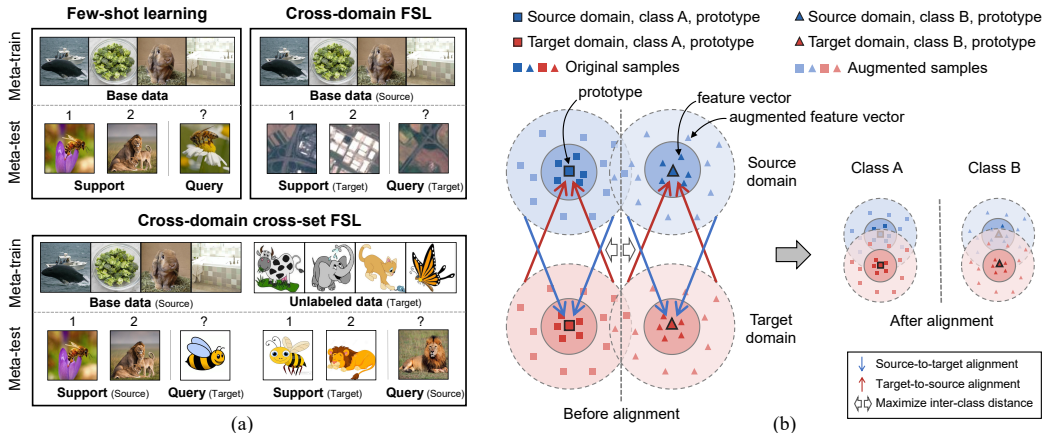 Few-shot learning
Meta-train
Base data
Meta-test
1 2 ?
Support Query
Cross-domain FSL
Base data (Source)
1 2 ?
Support (Target) Query (Target)
Cross-domain cross-set FSL
Meta-train
Base data (Source) Unlabeled data (Target)
Meta-test
1 2 ? 1 2 ?
Support (Source) Query (Target) Support (Target) Query (Source)
(a)
Source domain, class A, prototype
Source domain, class B, prototype
Target domain, class A, prototype
Target domain, class B, prototype
Original samples
Augmented samples
prototype
feature vector
augmented feature vector
Source
domain
Target
domain
Before alignment
Class A Class B
After alignment
Source-to-target alignment
Target-to-source alignment
Maximize inter-class distance
(b)